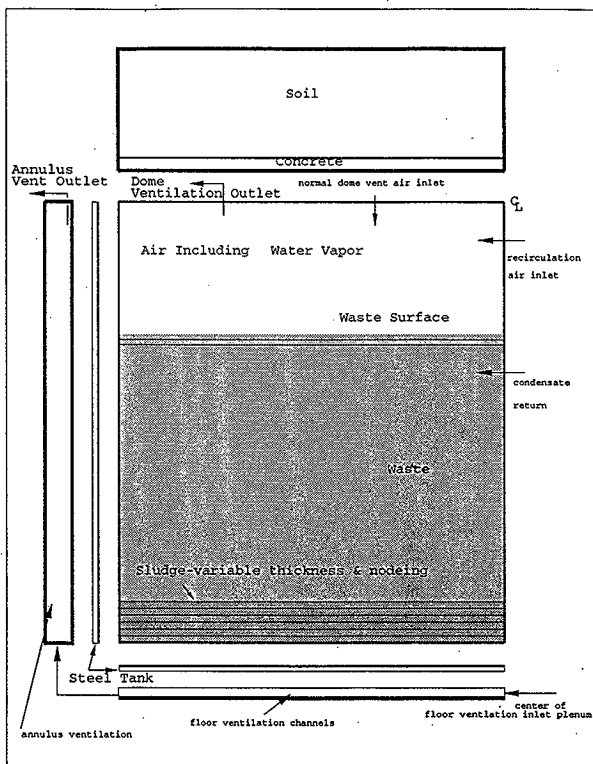 Soil
Concrete
Annulus
Vent Outlet
Dome
Ventilation Outlet
normal dome vent air inlet
CL
Air Including Water Vapor
recirculation
air inlet
Waste Surface
condensate
return
Waste
Sludge-variable thickness & nodeing
Steel Tank
center of
floor ventlation inlet plenum
floor ventilation channels
annulus ventilation